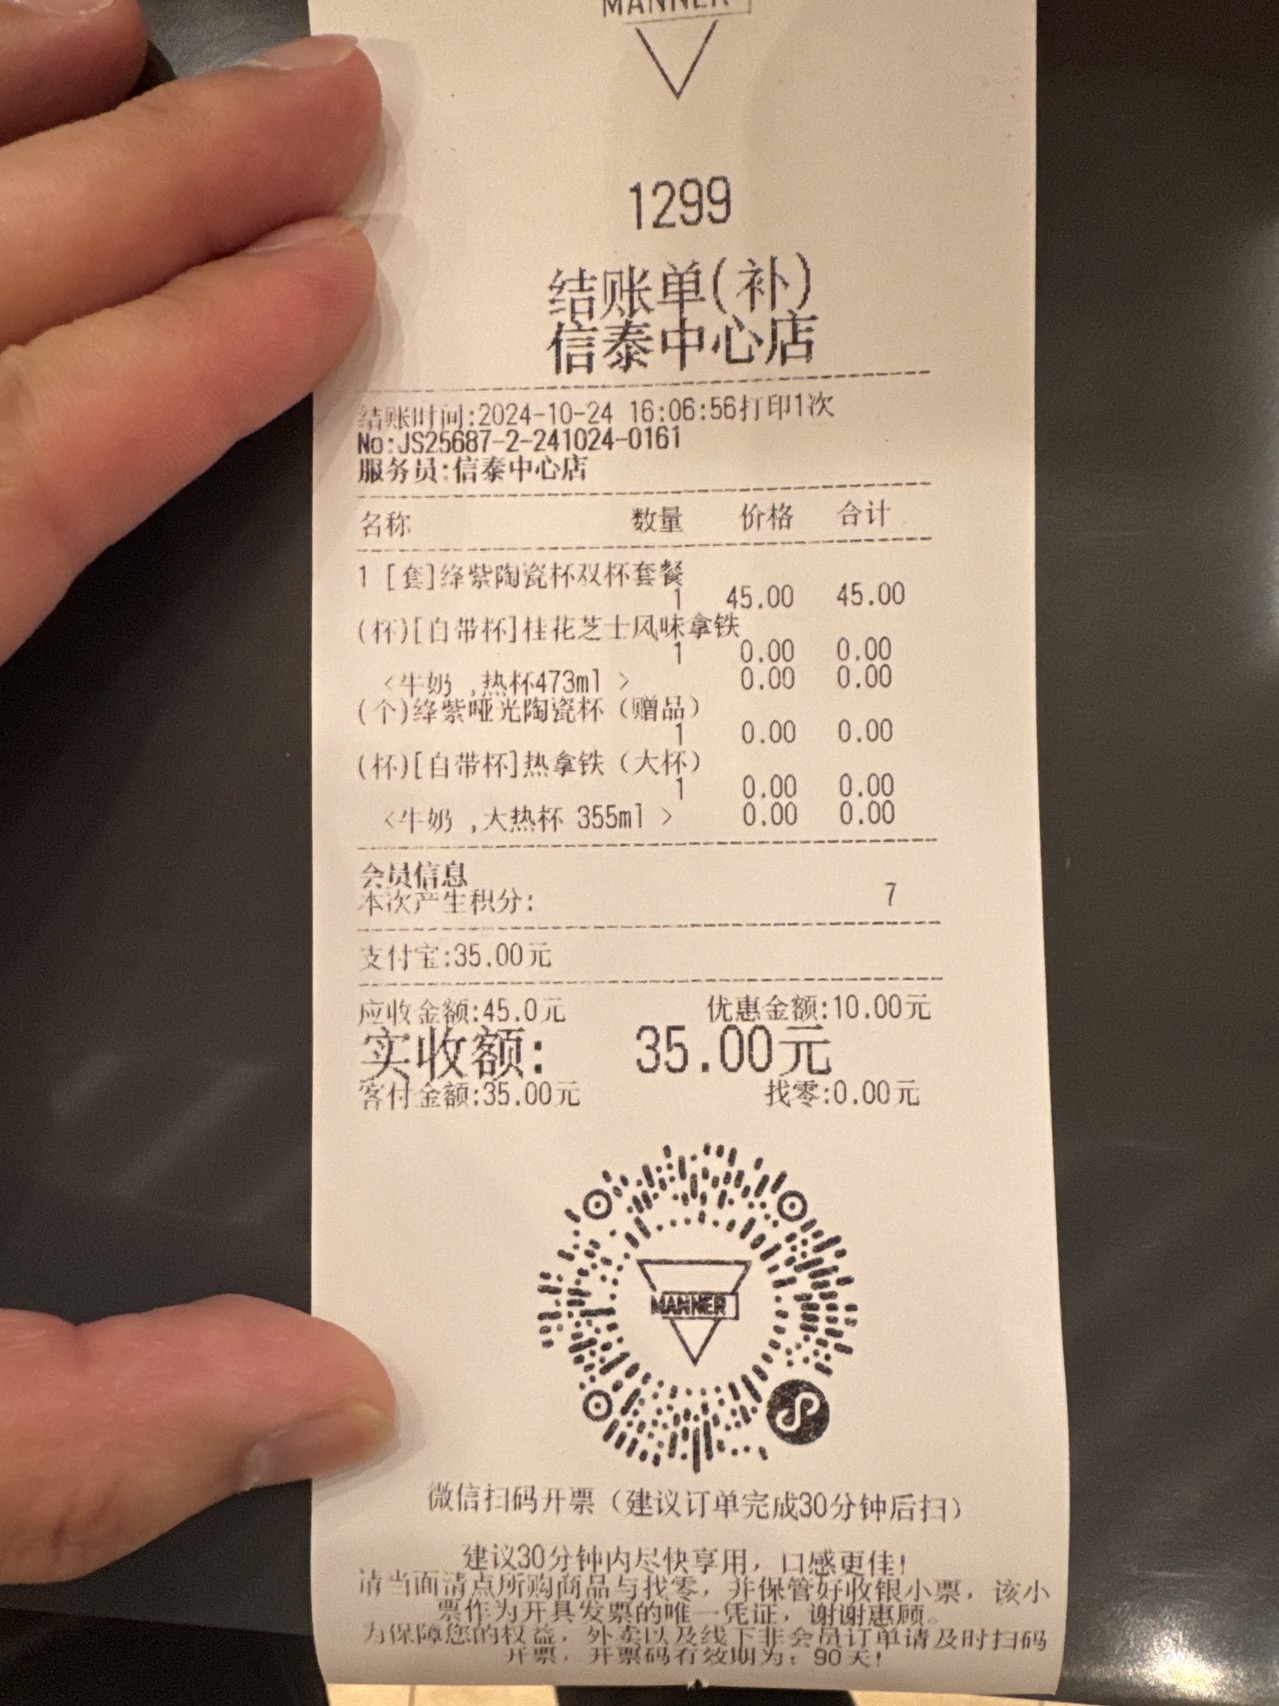 MANNER
1299
结账单(补)
信泰中心店
结账时间:2024-10-24 16:06:56打印1次
No:JS25687-2-241024-0161
服务员:信泰中心店
名称 数量 价格 合计
1 [套]绛紫陶瓷杯双杯套餐
1 45.00 45.00
(杯)[自带杯]桂花芝士风味拿铁
1 0.00 0.00
<牛奶 ,热杯473ml > 0.00 0.00
(个)绛紫哑光陶瓷杯（赠品）
1 0.00 0.00
(杯)[自带杯]热拿铁（大杯）
1 0.00 0.00
<牛奶 ,大热杯 355ml > 0.00 0.00
会员信息
本次产生积分: 7
支付宝:35.00元
应收金额:45.0元 优惠金额:10.00元
实收额: 35.00元
客付金额:35.00元 找零:0.00元
MANNER
微信扫码开票（建议订单完成30分钟后扫）
建议30分钟内尽快享用，口感更佳!
请当面清点所购商品与找零，并保管好收银小票，该小
票作为开具发票的唯一凭证，谢谢惠顾。
为保障您的权益，外卖以及线下非会员订单请及时扫码
开票，开票码有效期为：90天!